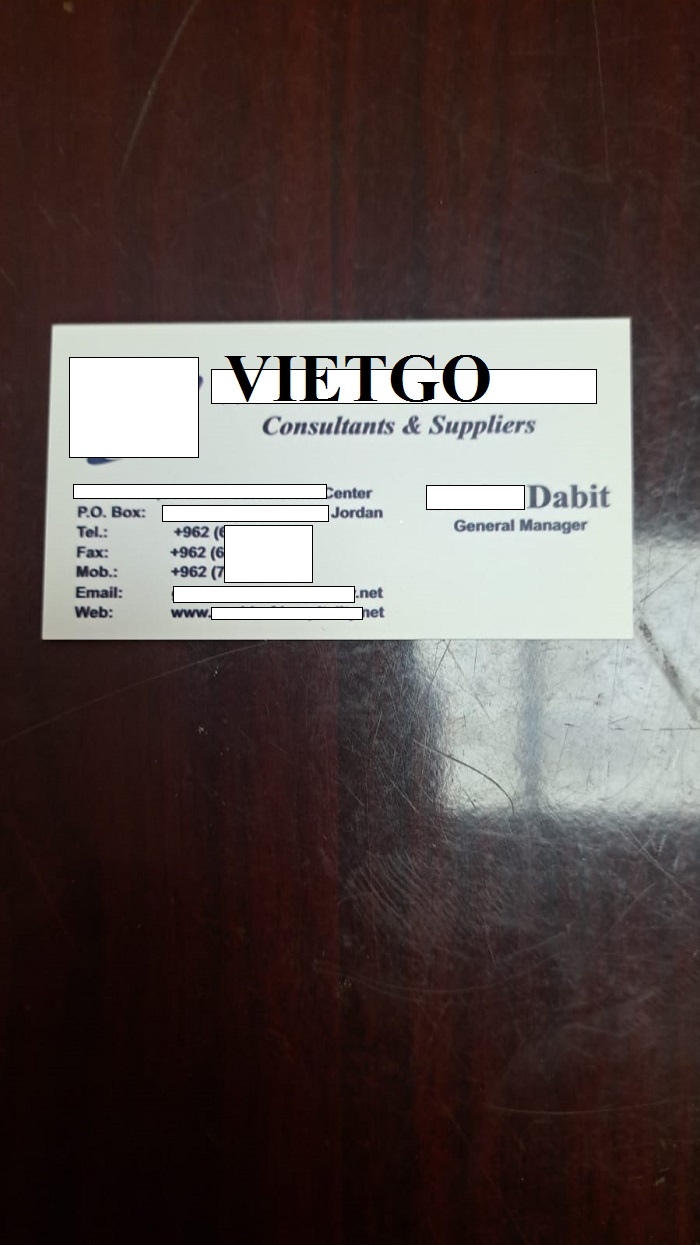 VIETGO
Consultants & Suppliers
Center
P.O. Box: Jordan
Tel.: +962 (6
Fax: +962 (6
Mob.: +962 (7
Email: .net
Web: www. net
Dabit
General Manager